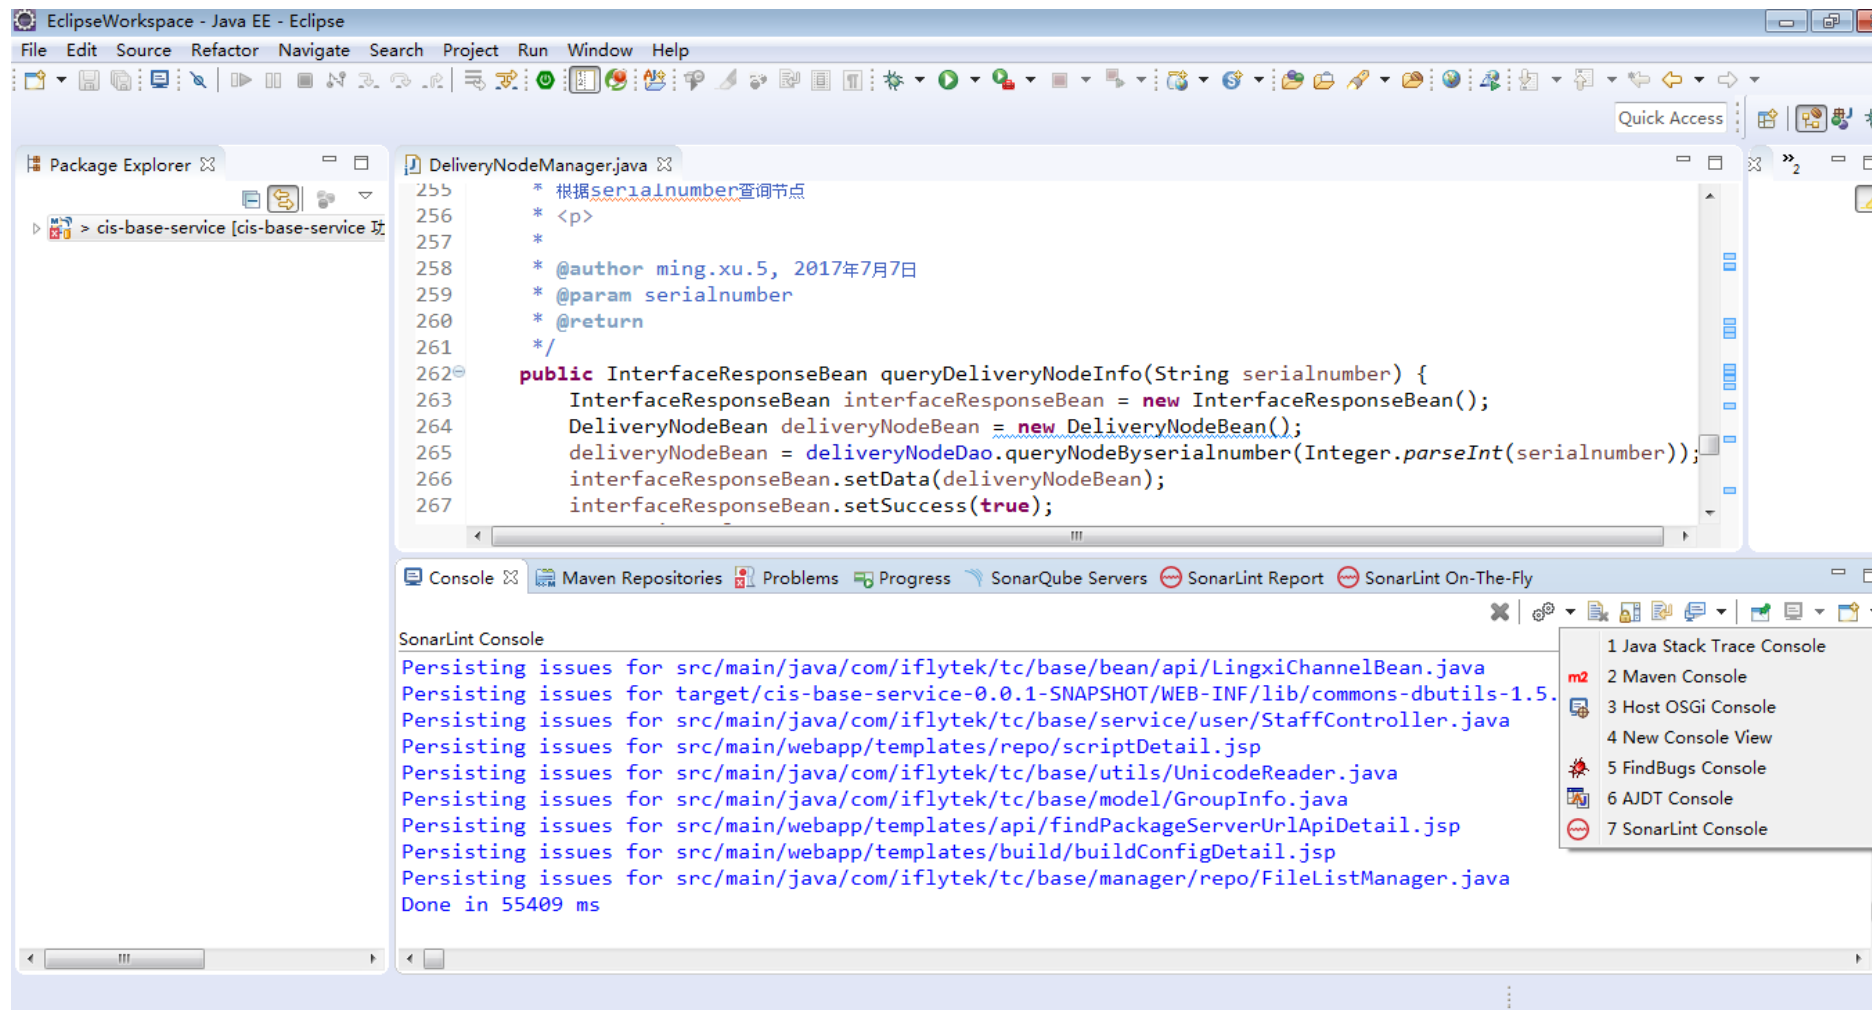 EclipseWorkspace - Java EE - Eclipse
File Edit Source Refactor Navigate Search Project Run Window Help
Quick Access
Package Explorer
> cis-base-service [cis-base-service 功
DeliveryNodeManager.java
2
255 * 根据serialnumber查询节点
256 * <p>
257 *
258 * @author ming.xu.5, 2017年7月7日
259 * @param serialnumber
260 * @return
261 */
262 public InterfaceResponseBean queryDeliveryNodeInfo(String serialnumber) {
263 InterfaceResponseBean interfaceResponseBean = new InterfaceResponseBean();
264 DeliveryNodeBean deliveryNodeBean = new DeliveryNodeBean();
265 deliveryNodeBean = deliveryNodeDao.queryNodeByserialnumber(Integer.parseInt(serialnumber));
266 interfaceResponseBean.setData(deliveryNodeBean);
267 interfaceResponseBean.setSuccess(true);
Console Maven Repositories Problems Progress SonarQube Servers SonarLint Report SonarLint On-The-Fly
SonarLint Console
Persisting issues for src/main/java/com/iflytek/tc/base/bean/api/LingxiChannelBean.java
Persisting issues for target/cis-base-service-0.0.1-SNAPSHOT/WEB-INF/lib/commons-dbutils-1.5.
Persisting issues for src/main/java/com/iflytek/tc/base/service/user/StaffController.java
Persisting issues for src/main/webapp/templates/repo/scriptDetail.jsp
Persisting issues for src/main/java/com/iflytek/tc/base/utils/UnicodeReader.java
Persisting issues for src/main/java/com/iflytek/tc/base/model/GroupInfo.java
Persisting issues for src/main/webapp/templates/api/findPackageServerUrlApiDetail.jsp
Persisting issues for src/main/webapp/templates/build/buildConfigDetail.jsp
Persisting issues for src/main/java/com/iflytek/tc/base/manager/repo/FileListManager.java
Done in 55409 ms
1 Java Stack Trace Console
m2 2 Maven Console
3 Host OSGi Console
4 New Console View
5 FindBugs Console
6 AJDT Console
7 SonarLint Console